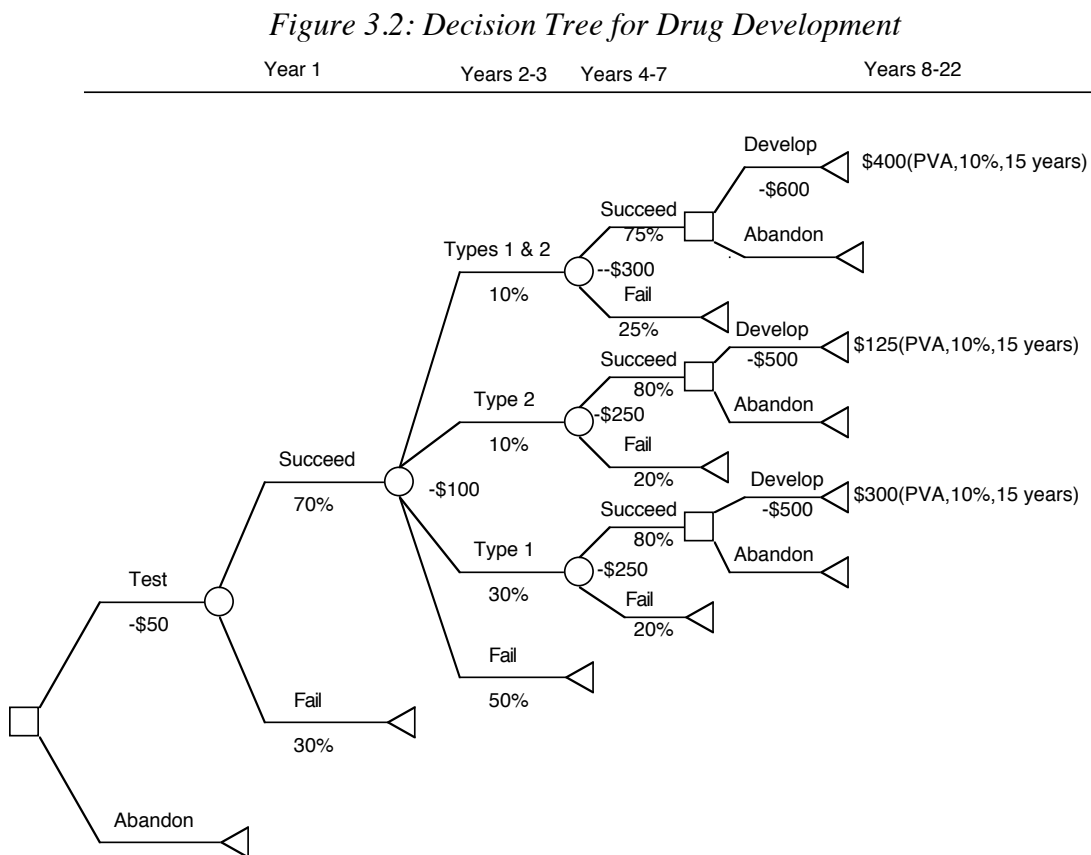 Figure 3.2: Decision Tree for Drug Development
Year 1
Years 2-3
Years 4-7
Years 8-22
Develop
$400(PVA,10%,15 years)
-$600
Succeed
75%
Abandon
Types 1 & 2
--$300
10%
Fail
25%
Develop
$125(PVA,10%,15 years)
-$500
Succeed
80%
Abandon
Type 2
-$250
10%
Fail
20%
Succeed
70%
-$100
Develop
$300(PVA,10%,15 years)
-$500
Succeed
80%
Abandon
Type 1
-$250
30%
Fail
20%
Test
-$50
Fail
50%
Fail
30%
Abandon